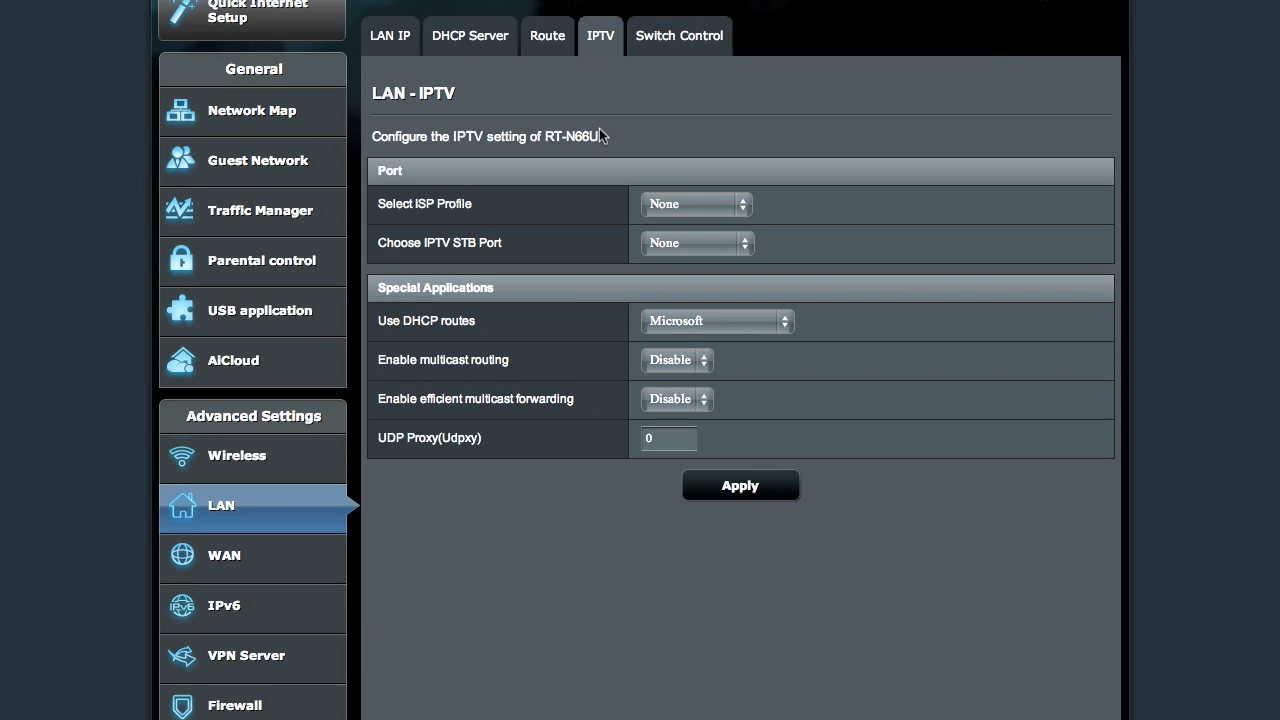 Quick Internet
Setup
General
Network Map
Guest Network
Traffic Manager
Parental control
USB application
AiCloud
Advanced Settings
Wireless
LAN
WAN
IPv6
VPN Server
Firewall
LAN IP
DHCP Server
Route
IPTV
Switch Control
LAN - IPTV
Configure the IPTV setting of RT-N66U.
Port
Select ISP Profile
None
Choose IPTV STB Port
None
Special Applications
Use DHCP routes
Microsoft
Enable multicast routing
Disable
Enable efficient multicast forwarding
Disable
UDP Proxy(Udpxy)
0
Apply